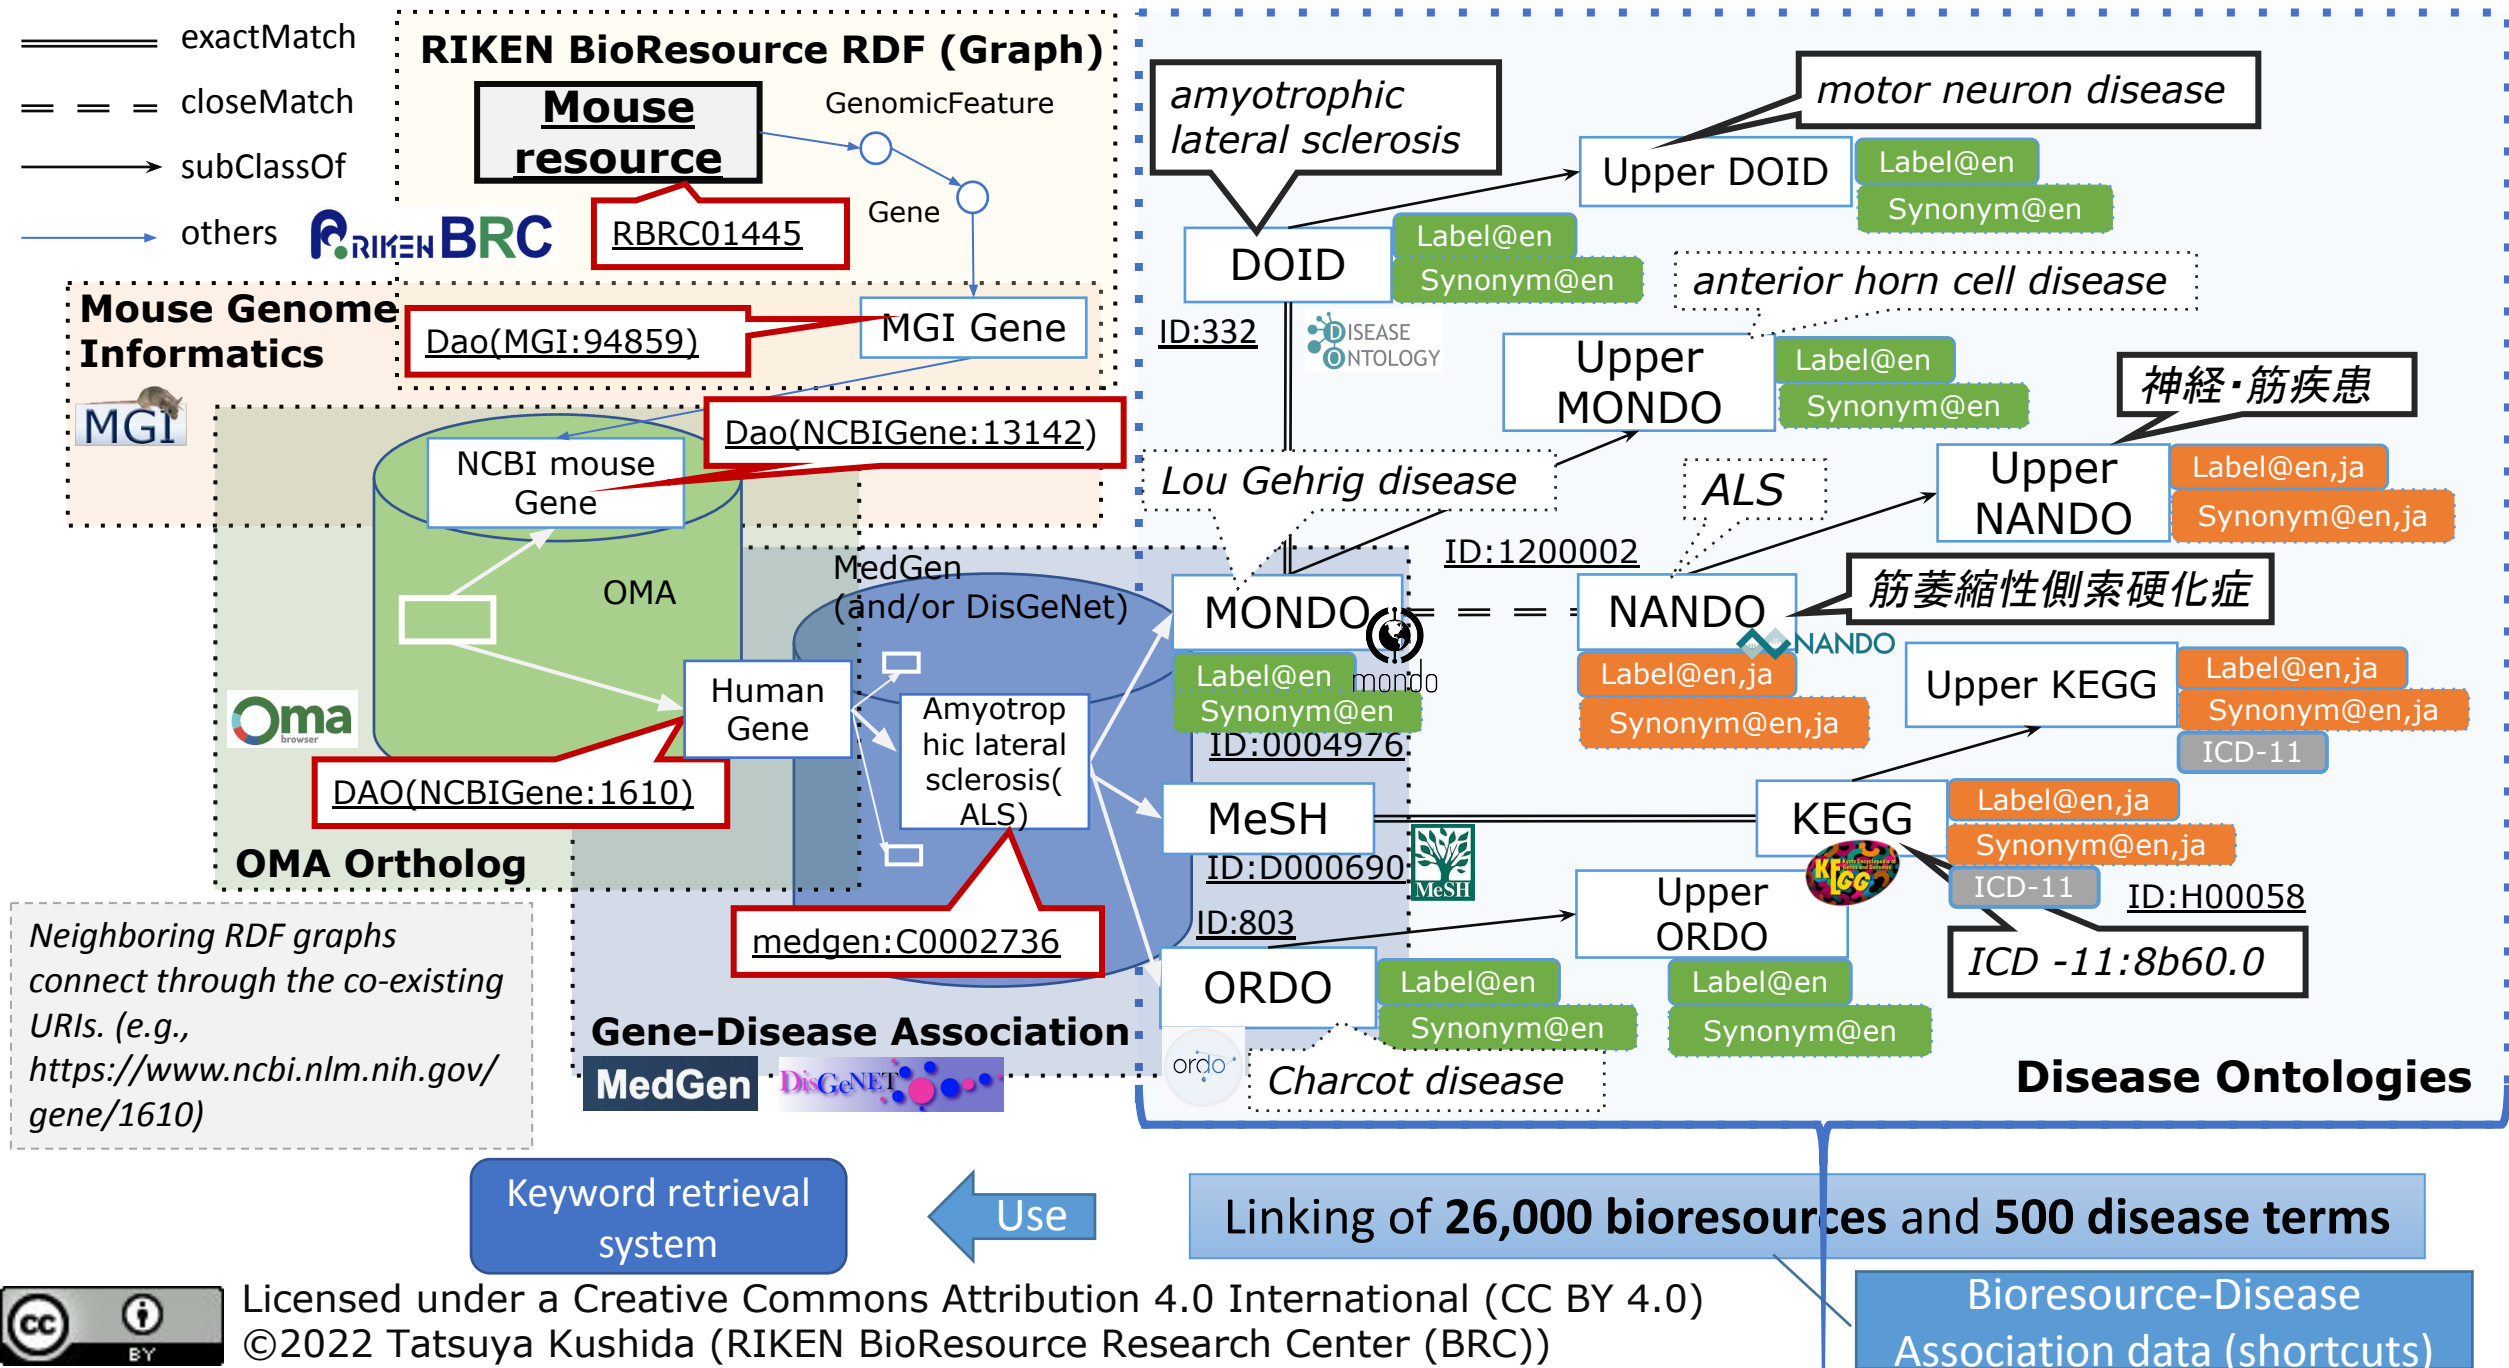 exactMatch
closeMatch
subClassOf
others
RIKEN BRC
RIKEN BioResource RDF (Graph)
Mouse
resource
GenomicFeature
Gene
RBRC01445
Mouse Genome
Informatics
MGI
Dao(MGI:94859)
MGI Gene
Dao(NCBIGene:13142)
NCBI mouse
Gene
OMA
Oma
browser
Human
Gene
DAO(NCBIGene:1610)
OMA Ortholog
MedGen
(and/or DisGeNet)
Amyotrop
hic lateral
sclerosis(
ALS)
medgen:C0002736
Gene-Disease Association
MedGen
DisGeNET
Neighboring RDF graphs
connect through the co-existing
URIs. (e.g.,
https://www.ncbi.nlm.nih.gov/
gene/1610)
amyotrophic
lateral sclerosis
motor neuron disease
Upper DOID
Label@en
Synonym@en
DOID
Label@en
Synonym@en
ID:332
DISEASE
ONTOLOGY
anterior horn cell disease
Upper
MONDO
Label@en
Synonym@en
神経・筋疾患
Lou Gehrig disease
ALS
Upper
NANDO
Label@en,ja
Synonym@en,ja
ID:1200002
MONDO
mondo
Label@en
Synonym@en
ID:0004976
NANDO
NANDO
筋萎縮性側索硬化症
Label@en,ja
Synonym@en,ja
Upper KEGG
Label@en,ja
Synonym@en,ja
ICD-11
MeSH
ID:D000690
MeSH
KEGG
KEGG
Label@en,ja
Synonym@en,ja
ICD-11
ID:H00058
ICD -11:8b60.0
ID:803
Upper
ORDO
Label@en
Synonym@en
ORDO
Label@en
Synonym@en
ordo
Charcot disease
Disease Ontologies
Keyword retrieval
system
Use
Linking of 26,000 bioresources and 500 disease terms
Bioresource-Disease
Association data (shortcuts)
cc
BY
Licensed under a Creative Commons Attribution 4.0 International (CC BY 4.0)
©2022 Tatsuya Kushida (RIKEN BioResource Research Center (BRC))